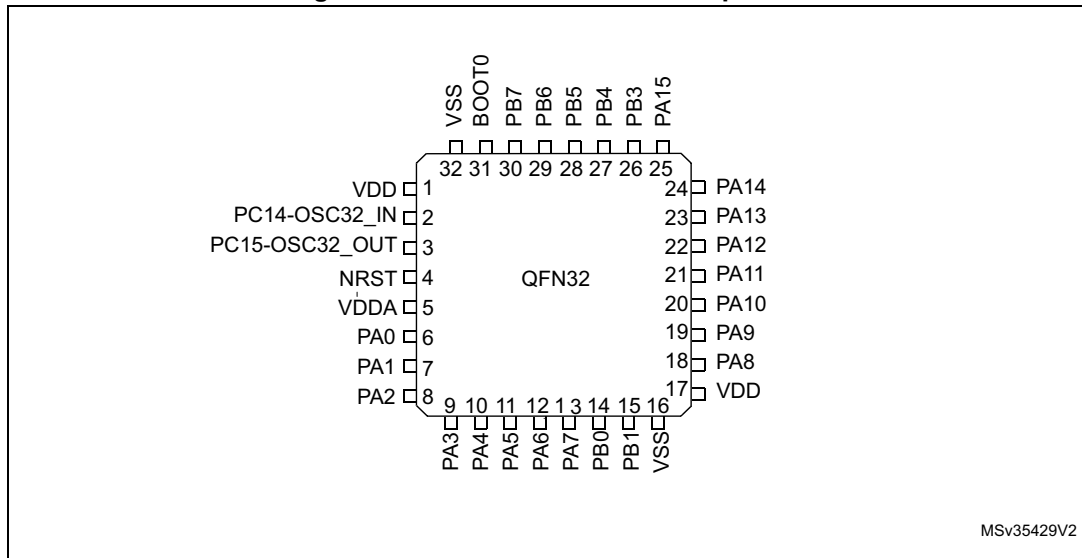 VSS
BOOT0
PB7
PB6
PB5
PB4
PB3
PA15
32 31 30 29 28 27 26 25
VDD 1
24 PA14
PC14-OSC32_IN 2
23 PA13
PC15-OSC32_OUT 3
22 PA12
NRST 4
QFN32
21 PA11
VDDA 5
20 PA10
PA0 6
19 PA9
PA1 7
18 PA8
PA2 8
17 VDD
9 10 11 12 13 14 15 16
PA3
PA4
PA5
PA6
PA7
PB0
PB1
VSS
MSv35429V2